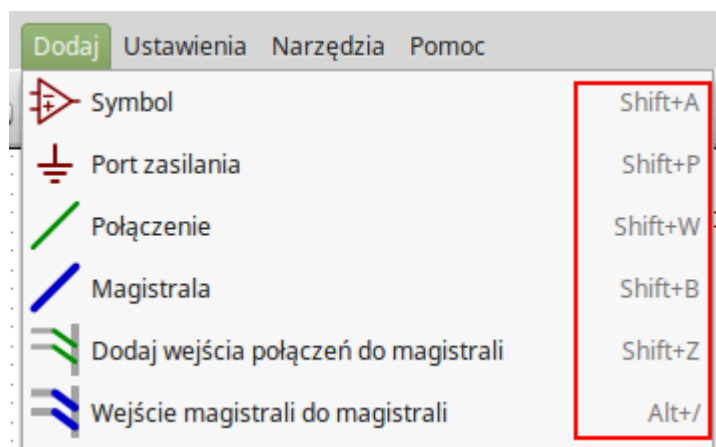 Dodaj Ustawienia Narzędzia Pomoc
Symbol Shift+A
Port zasilania Shift+P
Połączenie Shift+W
Magistrala Shift+B
Dodaj wejścia połączeń do magistrali Shift+Z
Wejście magistrali do magistrali Alt+/